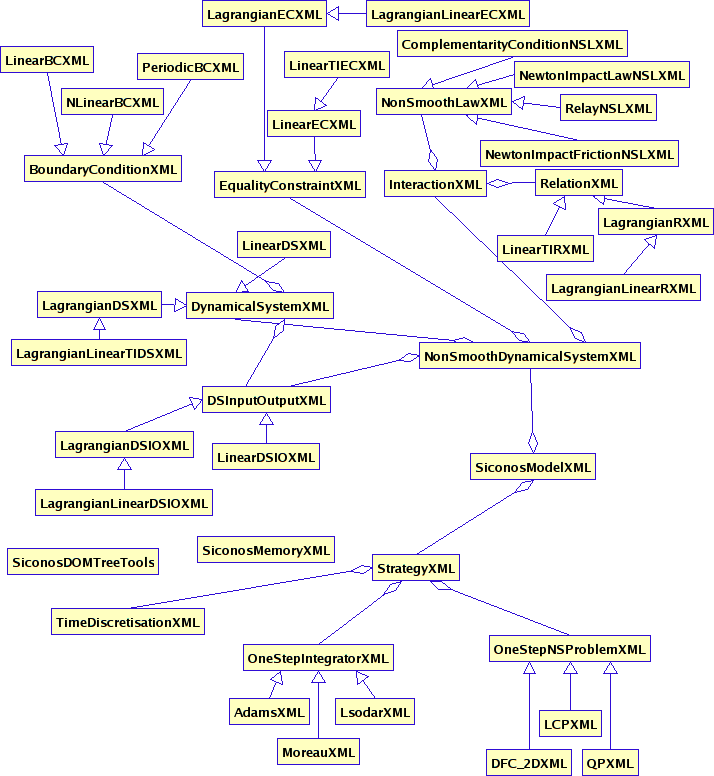 LagrangianECXML
LagrangianLinearECXML
ComplementarityConditionNSLXML
LinearBCXML
PeriodicBCXML
LinearTIECXML
NewtonImpactLawNSLXML
NLinearBCXML
NonSmoothLawXML
RelayNSLXML
LinearECXML
NewtonImpactFrictionNSLXML
BoundaryConditionXML
EqualityConstraintXML
InteractionXML
RelationXML
LagrangianRXML
LinearDSXML
LinearTIRXML
LagrangianLinearRXML
LagrangianDSXML
DynamicalSystemXML
LagrangianLinearTIDSXML
NonSmoothDynamicalSystemXML
DSInputOutputXML
LagrangianDSIOXML
LinearDSIOXML
SiconosModelXML
LagrangianLinearDSIOXML
SiconosMemoryXML
SiconosDOMTreeTools
StrategyXML
TimeDiscretisationXML
OneStepIntegratorXML
OneStepNSProblemXML
AdamsXML
LsodarXML
LCPXML
MoreauXML
DFC_2DXML
QPXML